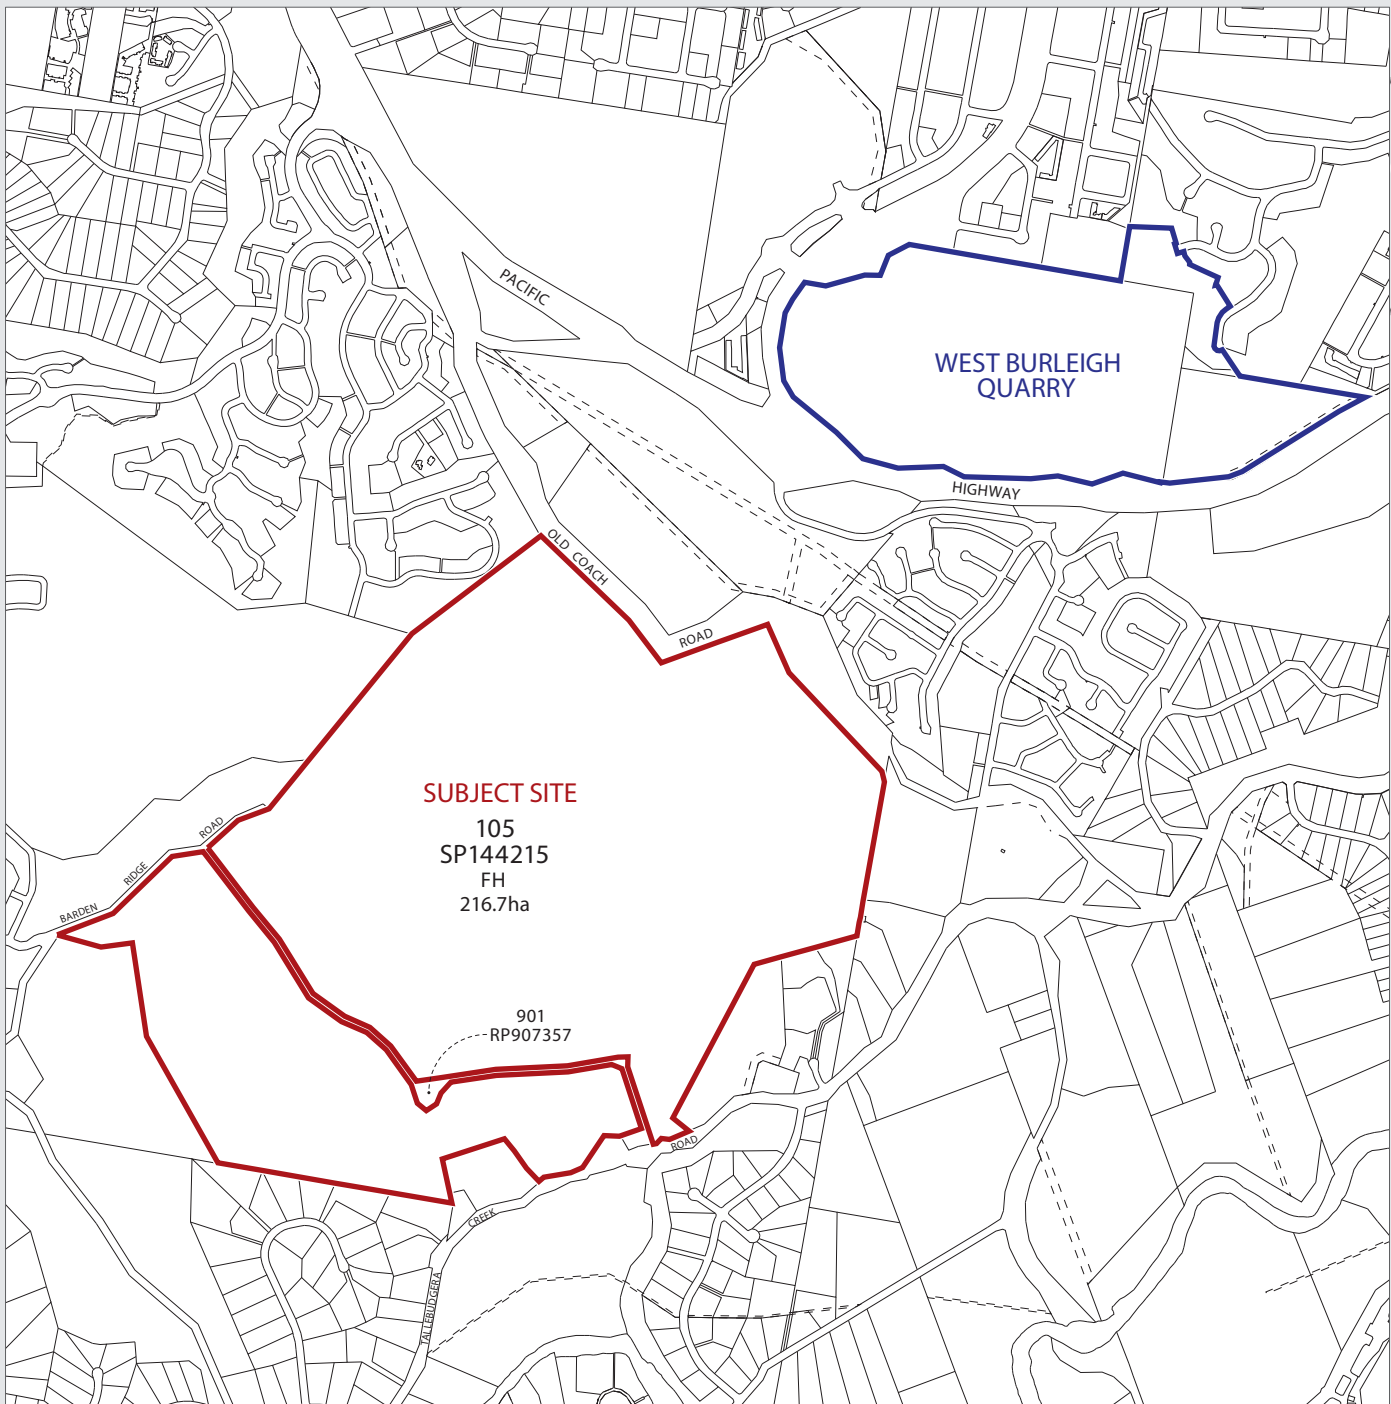 PACIFIC
WEST BURLEIGH
QUARRY
HIGHWAY
OLD COACH
ROAD
SUBJECT SITE
105
SP144215
FH
216.7ha
ROAD
RIDGE
BARDEN
901
RP907357
ROAD
CREEK
TALLEBUDGERA